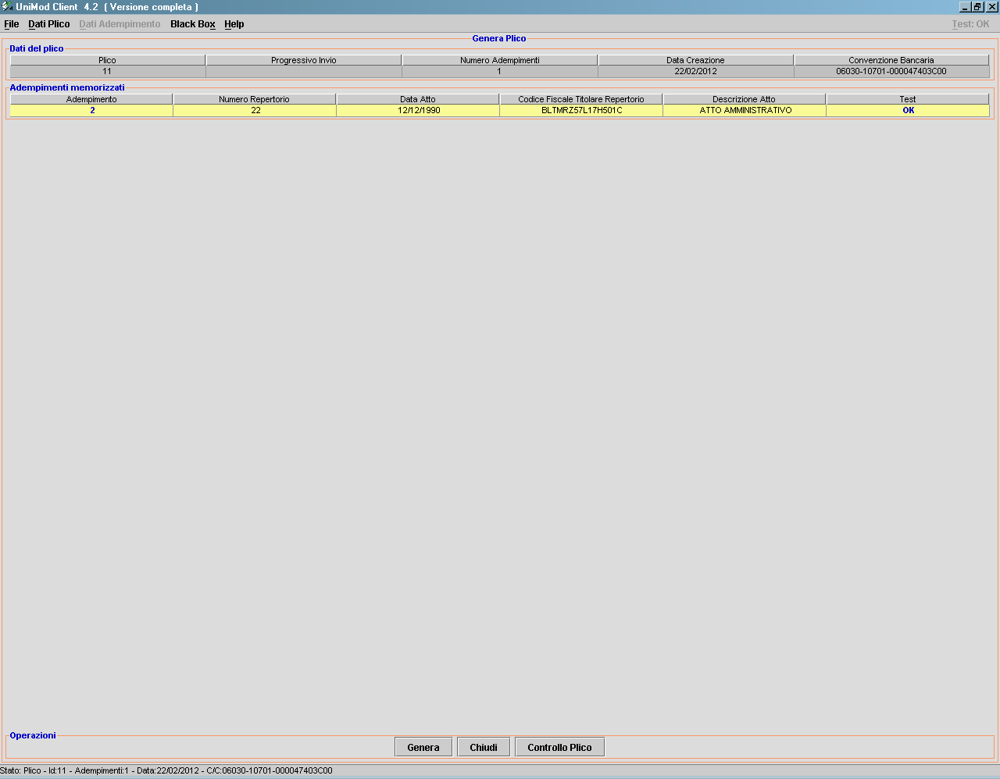 UniMod Client 4.2 ( Versione completa )
File Dati Plico Dati Adempimento Black Box Help Test: OK
Genera Plico
Dati del plico
Plico Progressivo Invio Numero Adempimenti Data Creazione Convenzione Bancaria
11 1 22/02/2012 06030-10701-000047403C00
Adempimenti memorizzati
Adempimento Numero Repertorio Data Atto Codice Fiscale Titolare Repertorio Descrizione Atto Test
2 22 12/12/1990 BLTMRZ57L17H501C ATTO AMMINISTRATIVO OK
Operazioni
Genera Chiudi Controllo Plico
Stato: Plico - Id:11 - Adempimenti:1 - Data:22/02/2012 - C/C:06030-10701-000047403C00